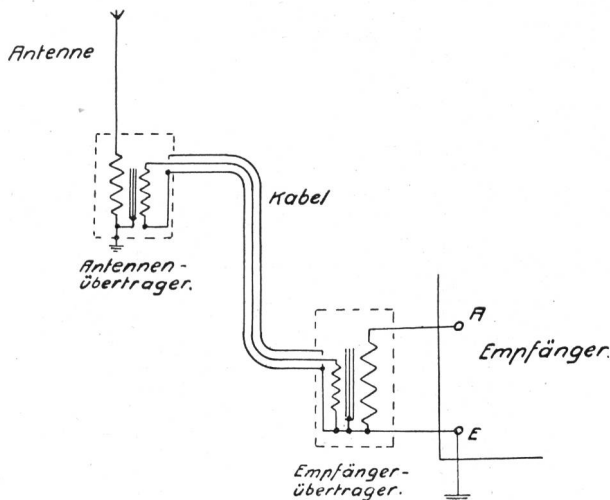 Antenne
Kabel
Antennen-
übertrager.
A
Empfänger.
E
Empfänger-
übertrager.